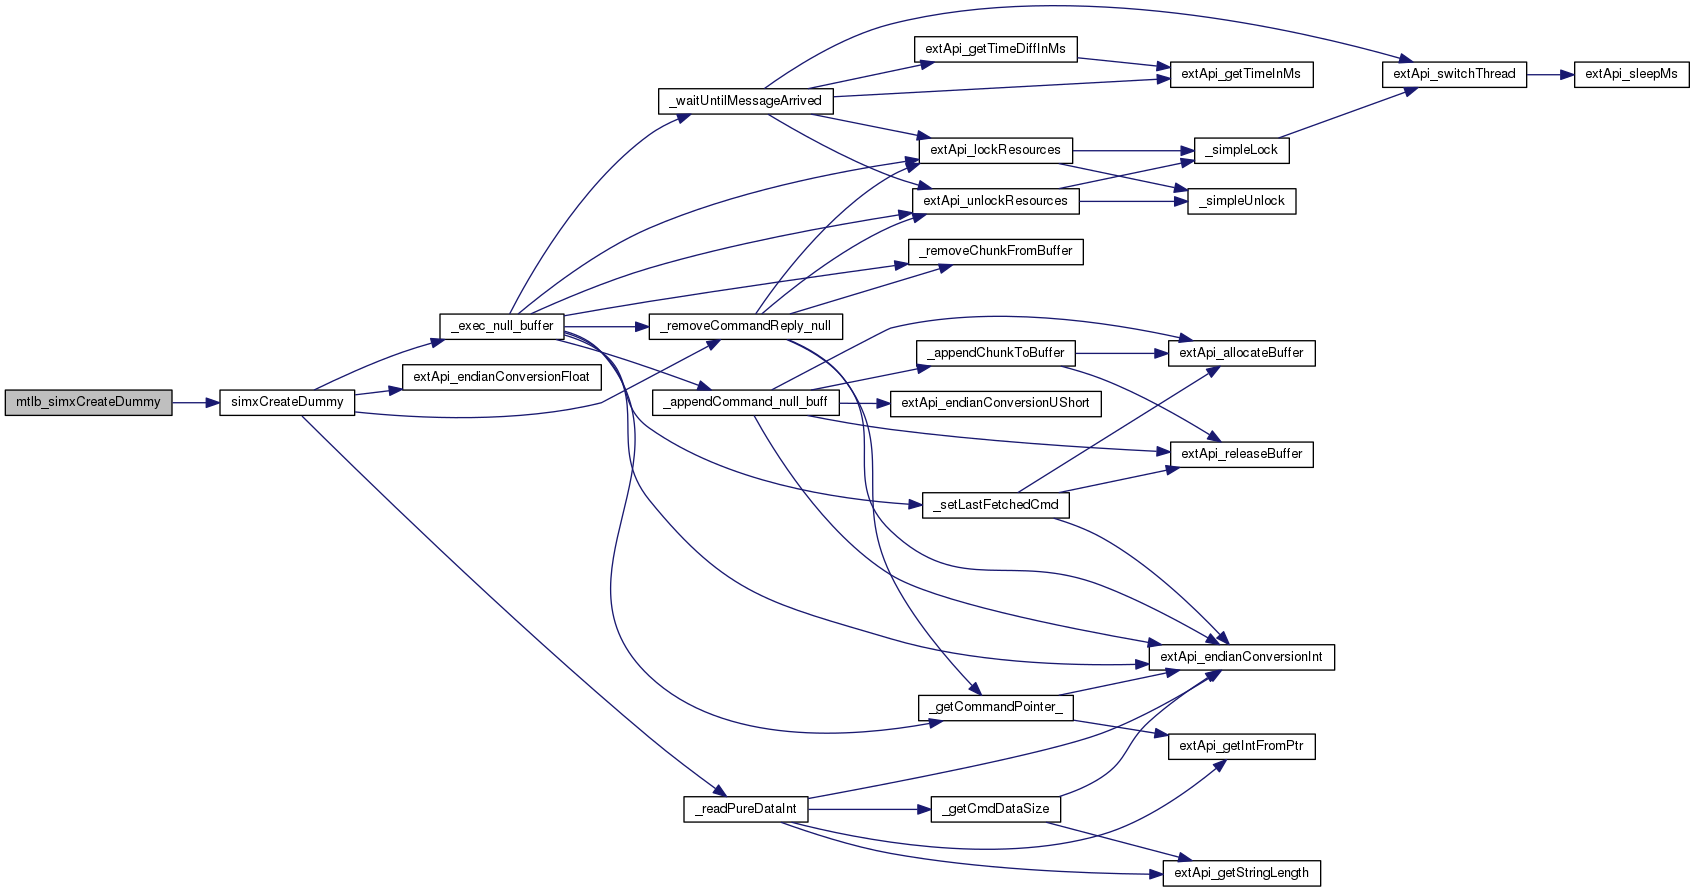 mtlb_simxCreateDummy
simxCreateDummy
_exec_null_buffer
extApi_endianConversionFloat
_waitUntilMessageArrived
_removeCommandReply_null
_appendCommand_null_buff
_readPureDataInt
extApi_getTimeDiffInMs
extApi_lockResources
extApi_unlockResources
_removeChunkFromBuffer
_appendChunkToBuffer
extApi_endianConversionUShort
_setLastFetchedCmd
_getCommandPointer_
_getCmdDataSize
extApi_getTimeInMs
_simpleLock
_simpleUnlock
extApi_allocateBuffer
extApi_releaseBuffer
extApi_endianConversionInt
extApi_getIntFromPtr
extApi_getStringLength
extApi_switchThread
extApi_sleepMs